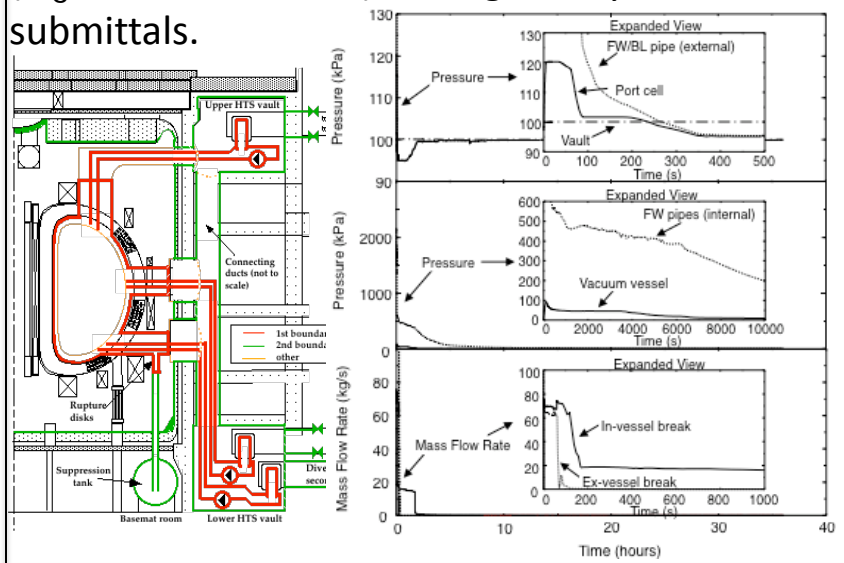 submittals.
Upper HTS vault
Connecting
ducts (not to
scale)
1st
2nd
other
Rupture
disks
Suppression
tank
Basemat room
Lower HTS vault
Pressure (kPa)
130
120
110
100
90
Pressure
Expanded View
130
120
110
100
90
FW/BL pipe (external)
Port cell
Vault
0 100 200 300 400 500
Time (s)
Pressure (kPa)
2000
1000
0
Pressure
Expanded View
600
500
400
300
200
100
0
FW pipes (internal)
Vacuum vessel
0 2000 4000 6000 8000 10000
Time (s)
Mass Flow Rate (kg/s)
80
60
40
20
0
Mass Flow Rate
Expanded View
100
80
60
40
20
0
In-vessel break
Ex-vessel break
0 200 400 600 800 1000
Time (s)
0 10 20 30 40
Time (hours)